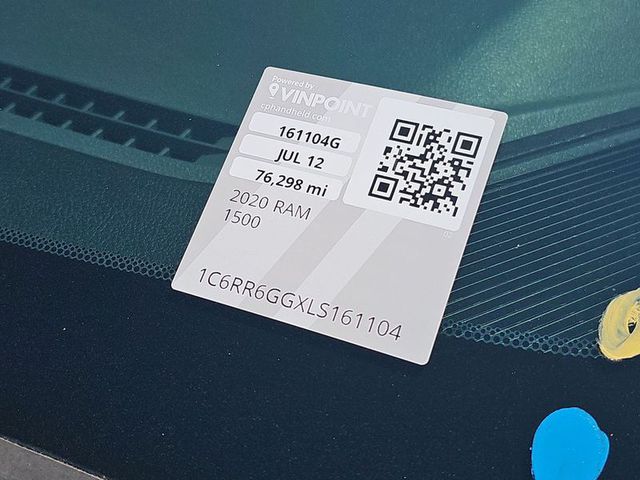 Powered by
VINPOINT
cphandheld.com
161104G
JUL 12
76,298 mi
2020 RAM
1500
1C6RR6GGXLS161104